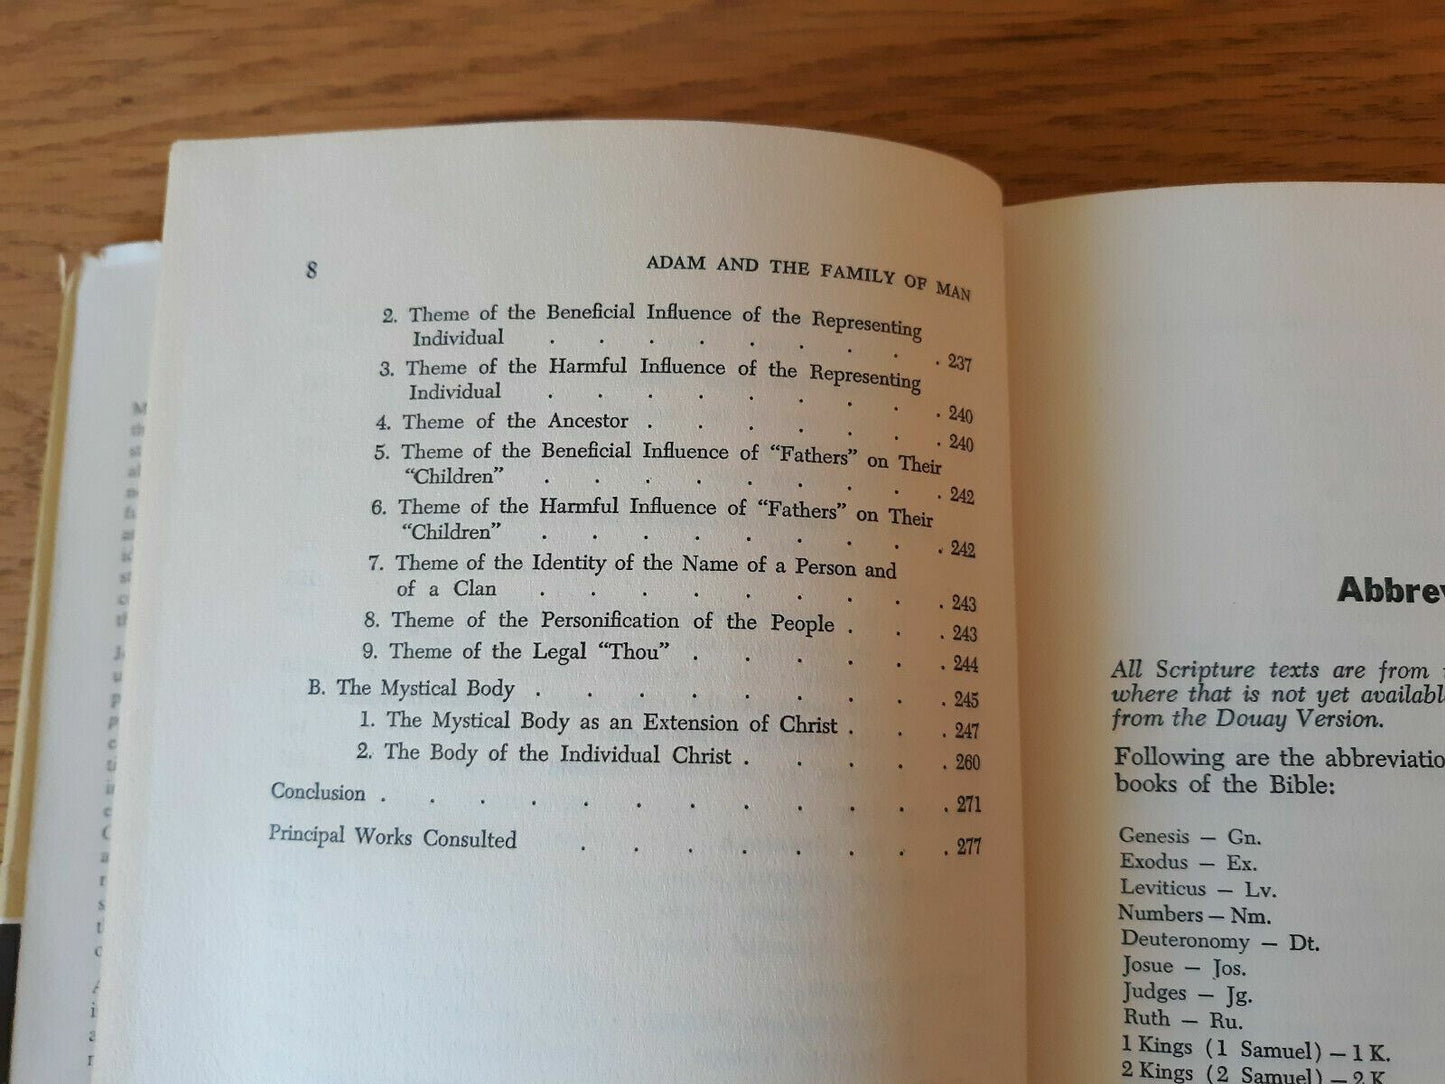 8 ADAM AND THE FAMILY OF MAN
2. Theme of the Beneficial Influence of the Representing
Individual . . . . . . . . . 237
3. Theme of the Harmful Influence of the Representing
Individual . . . . . . . . . 240
4. Theme of the Ancestor . . . . . . . 240
5. Theme of the Beneficial Influence of “Fathers” on Their
“Children” . . . . . . . . . 242
6. Theme of the Harmful Influence of “Fathers” on Their
“Children” . . . . . . . . . 242
7. Theme of the Identity of the Name of a Person and
of a Clan . . . . . . . . . 243
8. Theme of the Personification of the People . . . 243
9. Theme of the Legal “Thou” . . . . . . 244
B. The Mystical Body . . . . . . . . . 245
1. The Mystical Body as an Extension of Christ . . . 247
2. The Body of the Individual Christ . . . . . 260
Conclusion . . . . . . . . . . . . 271
Principal Works Consulted . . . . . . . . 277
Abbrev
All Scripture texts are from
where that is not yet availabl
from the Douay Version.
Following are the abbreviatio
books of the Bible:
Genesis — Gn.
Exodus — Ex.
Leviticus — Lv.
Numbers — Nm.
Deuteronomy — Dt.
Josue — Jos.
Judges — Jg.
Ruth — Ru.
1 Kings (1 Samuel) — 1 K.
2 Kings (2 Samuel) — 2 K.